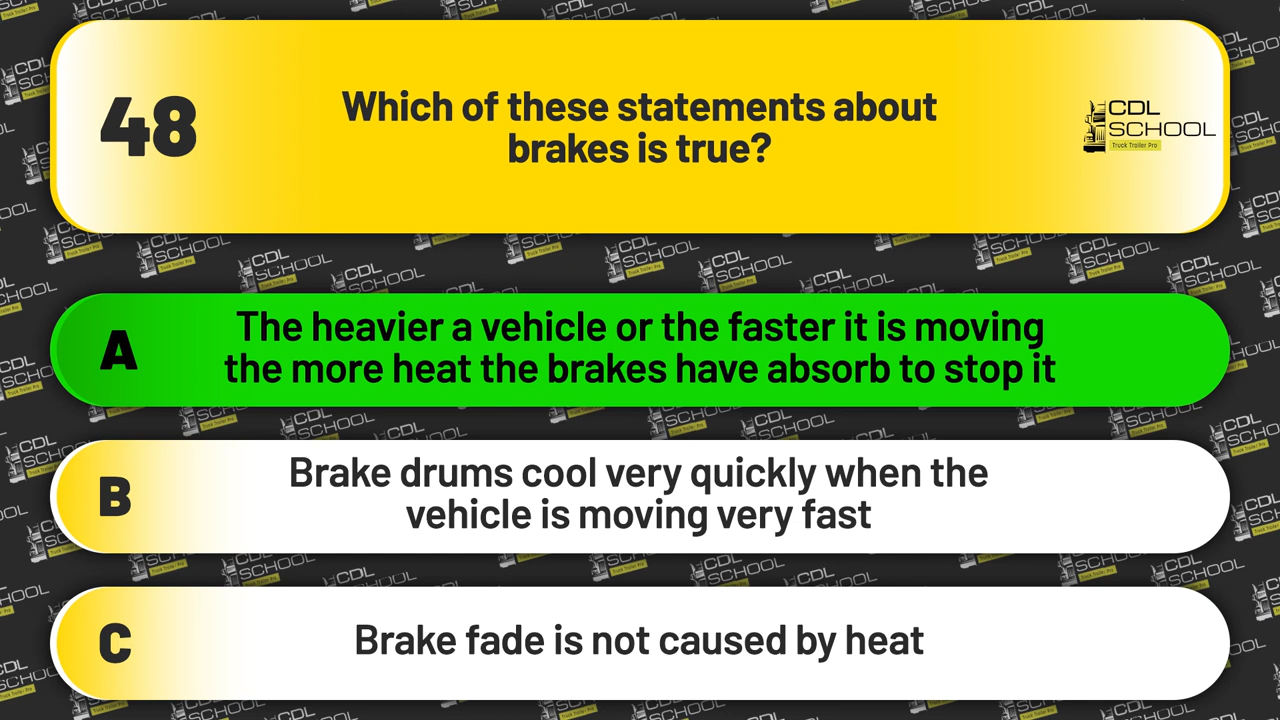 48
Which of these statements about
brakes is true?
CDL
SCHOOL
Truck Trailer Pro
A
The heavier a vehicle or the faster it is moving
the more heat the brakes have absorb to stop it
B
Brake drums cool very quickly when the
vehicle is moving very fast
C
Brake fade is not caused by heat